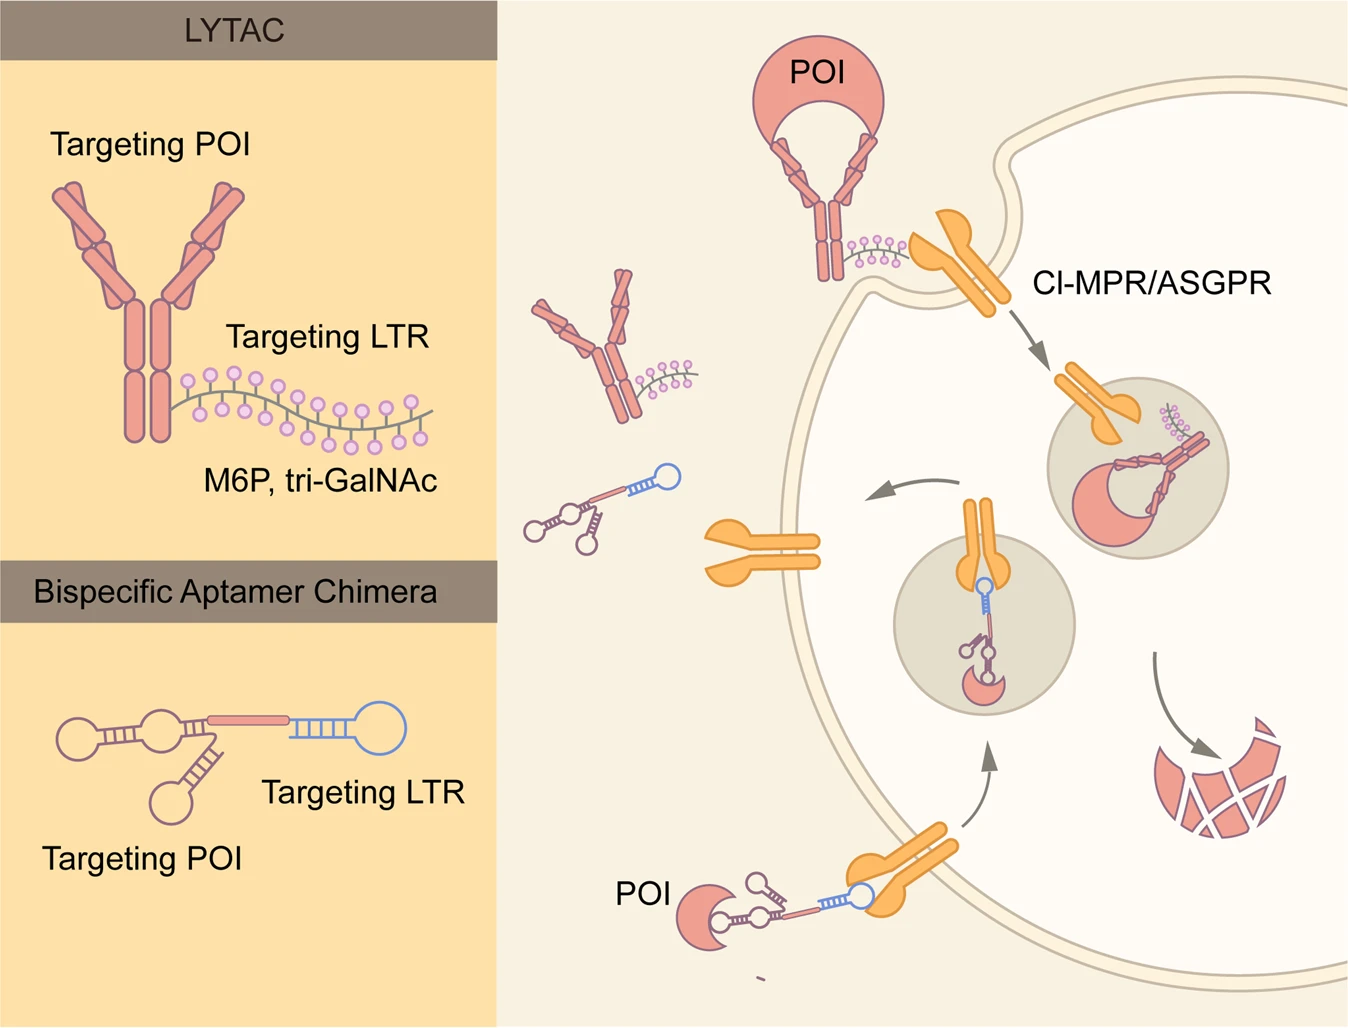 LYTAC
Targeting POI
Targeting LTR
M6P, tri-GalNAc
Bispecific Aptamer Chimera
Targeting LTR
Targeting POI
POI
CI-MPR/ASGPR
POI